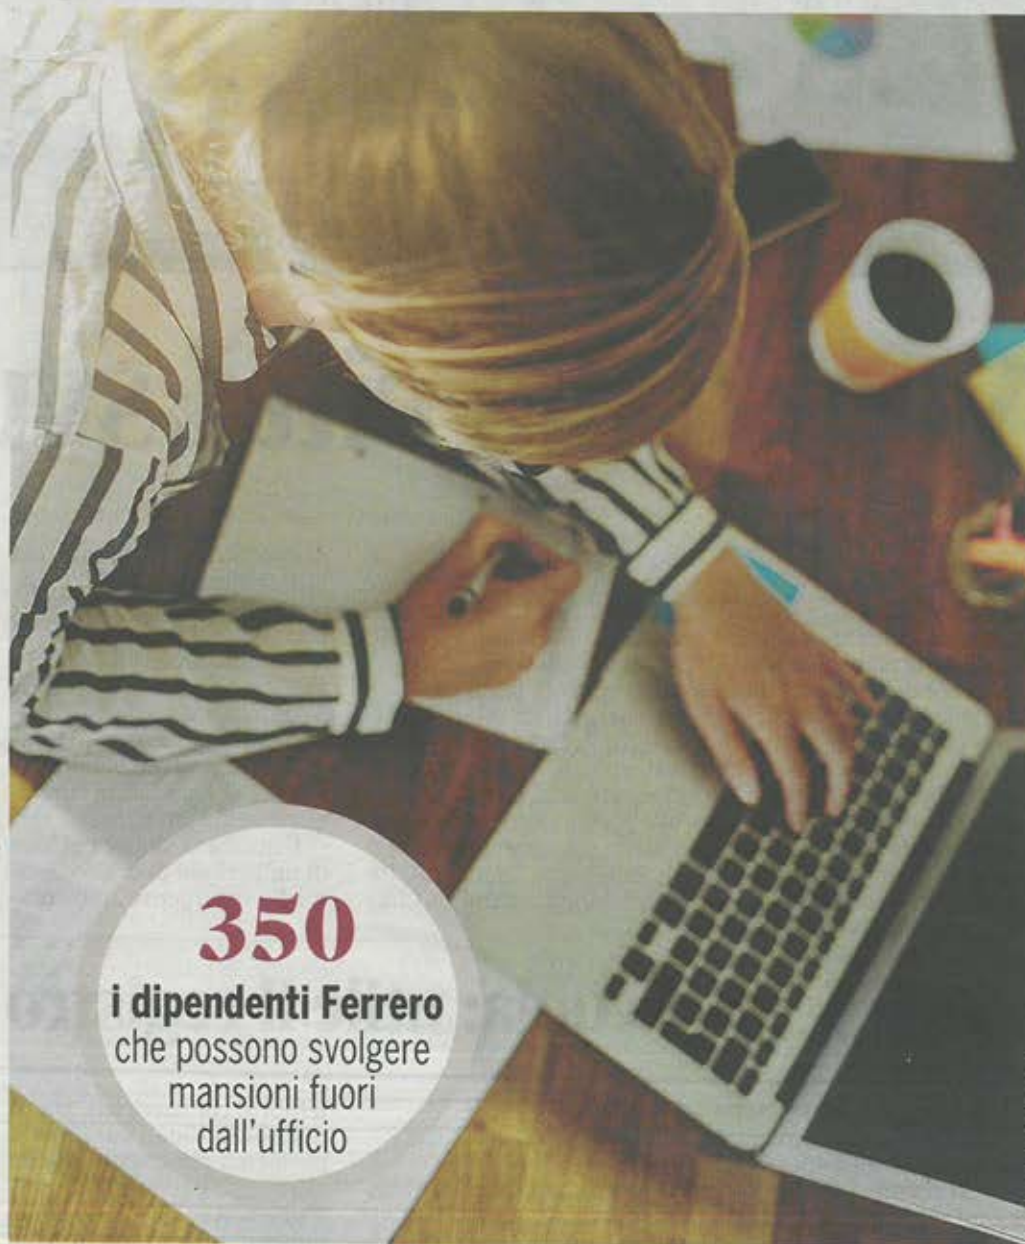 350
i dipendenti Ferrero
che possono svolgere
mansioni fuori
dall'ufficio